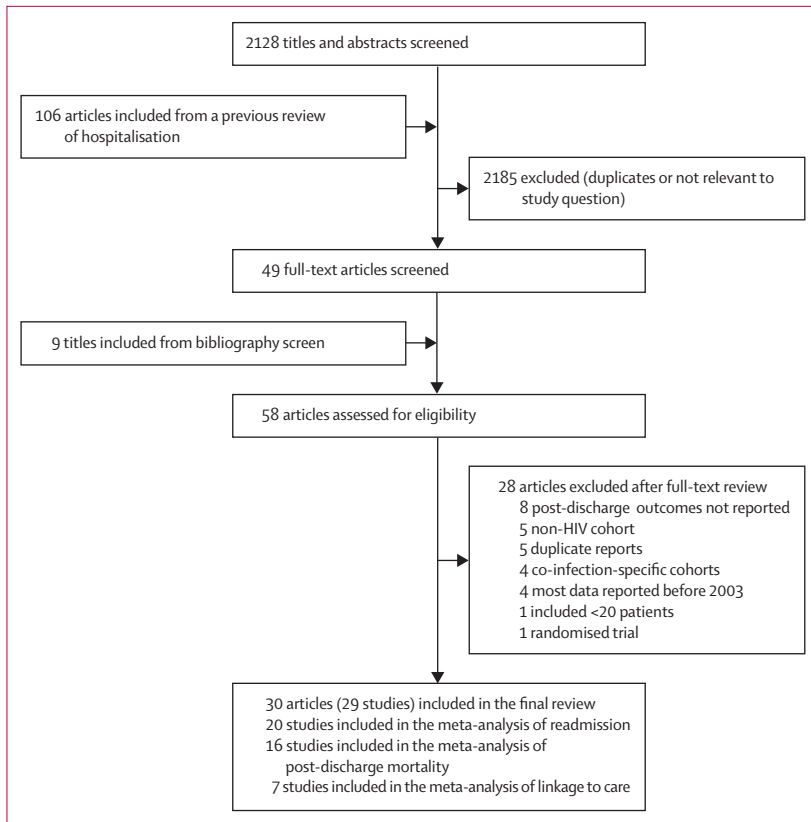 2128 titles and abstracts screened
106 articles included from a previous review
of hospitalisation
2185 excluded (duplicates or not relevant to
study question)
49 full-text articles screened
9 titles included from bibliography screen
58 articles assessed for eligibility
28 articles excluded after full-text review
8 post-discharge outcomes not reported
5 non-HIV cohort
5 duplicate reports
4 co-infection-specific cohorts
4 most data reported before 2003
1 included <20 patients
1 randomised trial
30 articles (29 studies) included in the final review
20 studies included in the meta-analysis of readmission
16 studies included in the meta-analysis of
post-discharge mortality
7 studies included in the meta-analysis of linkage to care